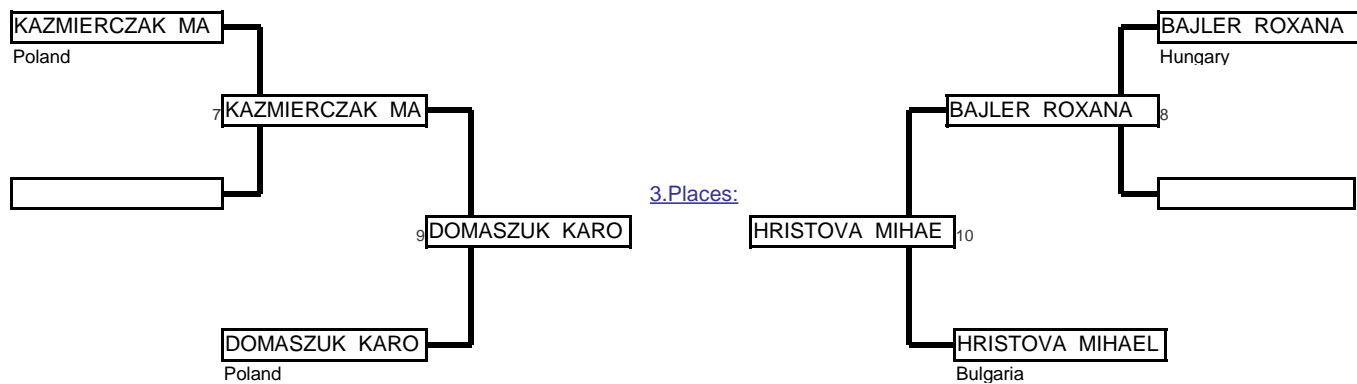 KAZMIERCZAK MA
BAJLER ROXANA
Poland
Hungary
7 KAZMIERCZAK MA
BAJLER ROXANA 8
3.Places:
9 DOMASZUK KARO
HRISTOVA MIHAE 10
DOMASZUK KARO
HRISTOVA MIHAEL
Poland
Bulgaria